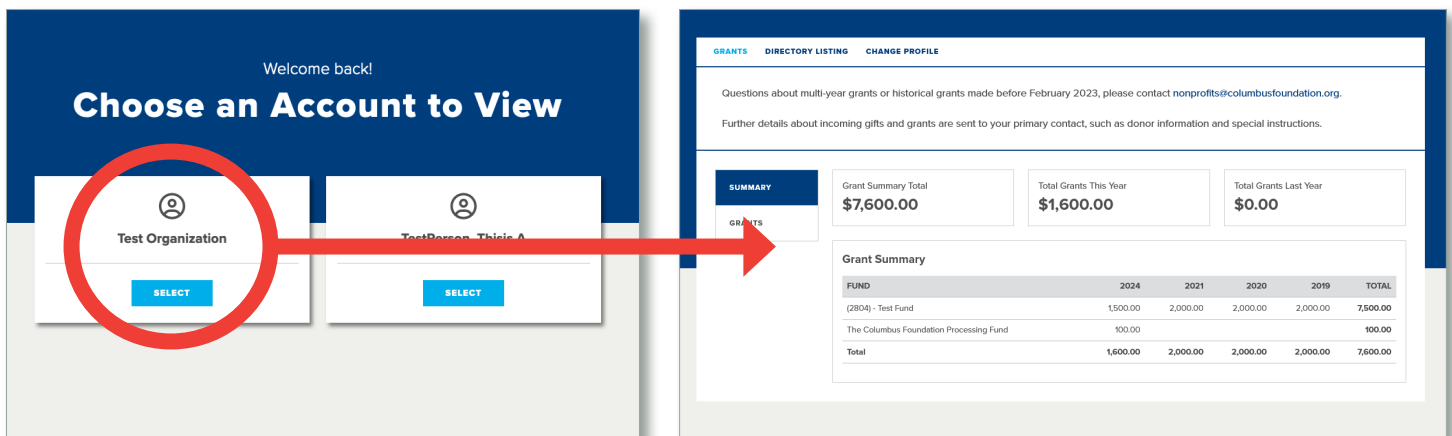 Welcome back!
Choose an Account to View
Test Organization
SELECT
TestPerson, Thisis A
SELECT
GRANTS DIRECTORY LISTING CHANGE PROFILE
Questions about multi-year grants or historical grants made before February 2023, please contact nonprofits@columbusfoundation.org.
Further details about incoming gifts and grants are sent to your primary contact, such as donor information and special instructions.
SUMMARY
GRANTS
Grant Summary Total
$7,600.00
Total Grants This Year
$1,600.00
Total Grants Last Year
$0.00
Grant Summary
FUND 2024 2021 2020 2019 TOTAL
(2804) - Test Fund 1,500.00 2,000.00 2,000.00 2,000.00 7,500.00
The Columbus Foundation Processing Fund 100.00 100.00
Total 1,600.00 2,000.00 2,000.00 2,000.00 7,600.00